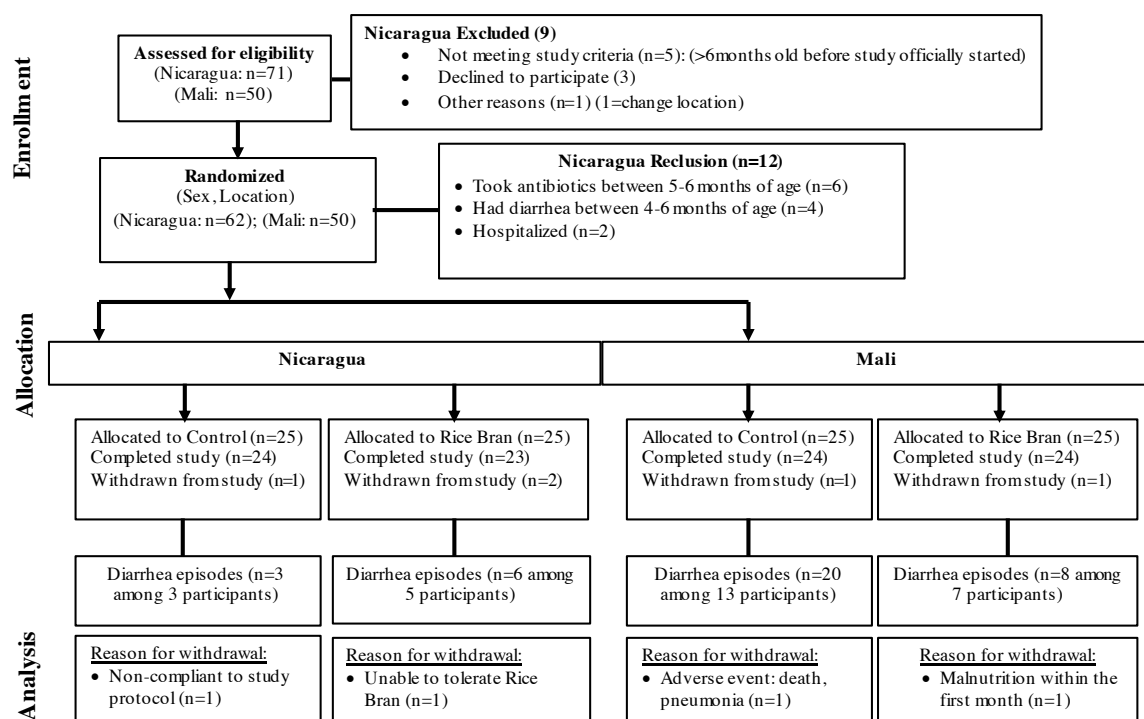 Enrollment
Assessed for eligibility
(Nicaragua: n=71)
(Mali: n=50)
Nicaragua Excluded (9)
• Not meeting study criteria (n=5): (>6months old before study officially started)
• Declined to participate (3)
• Other reasons (n=1) (1=change location)
Randomized
(Sex, Location)
(Nicaragua: n=62); (Mali: n=50)
Nicaragua Reclusion (n=12)
• Took antibiotics between 5-6 months of age (n=6)
• Had diarrhea between 4-6 months of age (n=4)
• Hospitalized (n=2)
Allocation
Nicaragua
Mali
Allocated to Control (n=25)
Completed study (n=24)
Withdrawn from study (n=1)
Allocated to Rice Bran (n=25)
Completed study (n=23)
Withdrawn from study (n=2)
Allocated to Control (n=25)
Completed study (n=24)
Withdrawn from study (n=1)
Allocated to Rice Bran (n=25)
Completed study (n=24)
Withdrawn from study (n=1)
Analysis
Diarrhea episodes (n=3
among 3 participants)
Diarrhea episodes (n=6 among
5 participants)
Diarrhea episodes (n=20
among 13 participants)
Diarrhea episodes (n=8 among
7 participants)
Reason for withdrawal:
• Non-compliant to study
protocol (n=1)
Reason for withdrawal:
• Unable to tolerate Rice
Bran (n=1)
Reason for withdrawal:
• Adverse event: death,
pneumonia (n=1)
Reason for withdrawal:
• Malnutrition within the
first month (n=1)